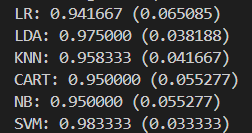 LR: 0.941667 (0.065085)
LDA: 0.975000 (0.038188)
KNN: 0.958333 (0.041667)
CART: 0.950000 (0.055277)
NB: 0.950000 (0.055277)
SVM: 0.983333 (0.033333)